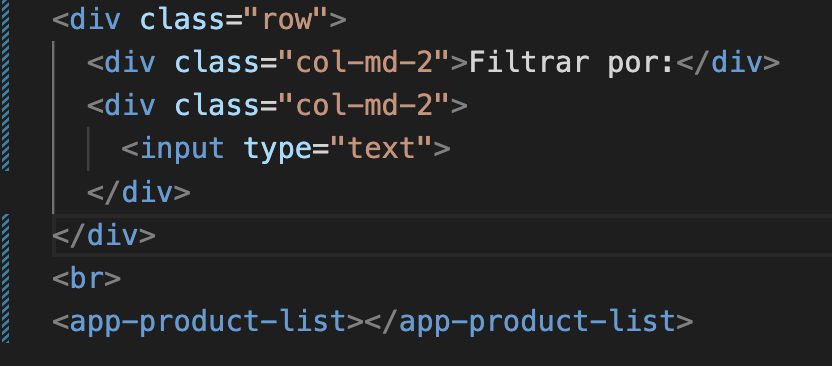 <div class="row">
<div class="col-md-2">Filtrar por:</div>
<div class="col-md-2">
<input type="text">
</div>
</div>
<br>
<app-product-list></app-product-list>